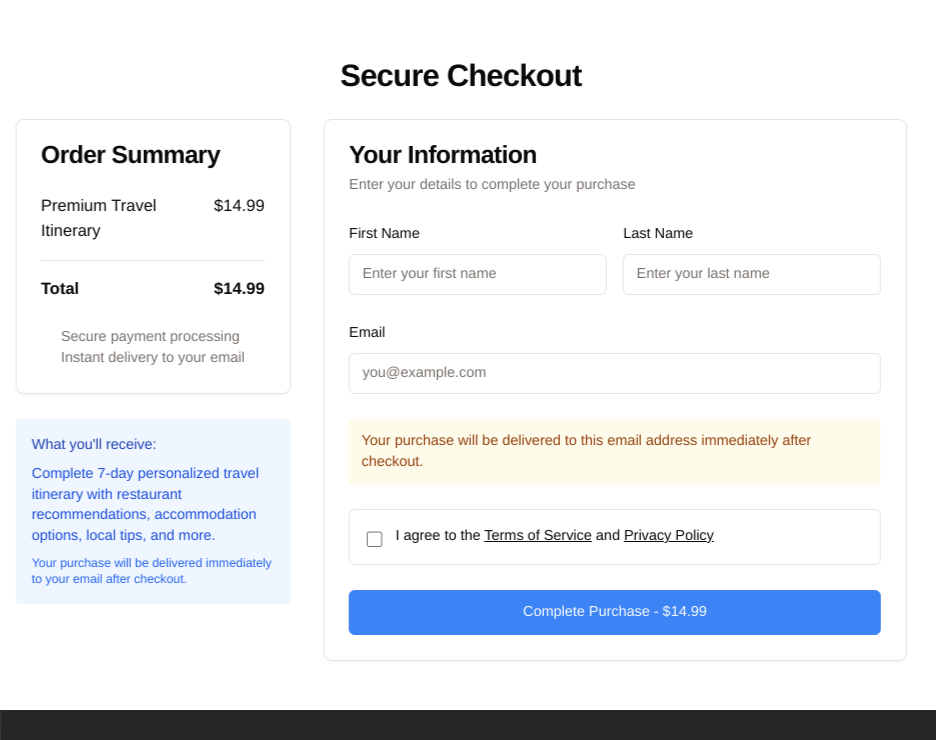 Secure Checkout
Order Summary
Premium Travel Itinerary $14.99
Total $14.99
Secure payment processing
Instant delivery to your email
What you'll receive:
Complete 7-day personalized travel
itinerary with restaurant
recommendations, accommodation
options, local tips, and more.
Your purchase will be delivered immediately
to your email after checkout.
Your Information
Enter your details to complete your purchase
First Name
Last Name
Enter your first name
Enter your last name
Email
you@example.com
Your purchase will be delivered to this email address immediately after
checkout.
I agree to the Terms of Service and Privacy Policy
Complete Purchase - $14.99